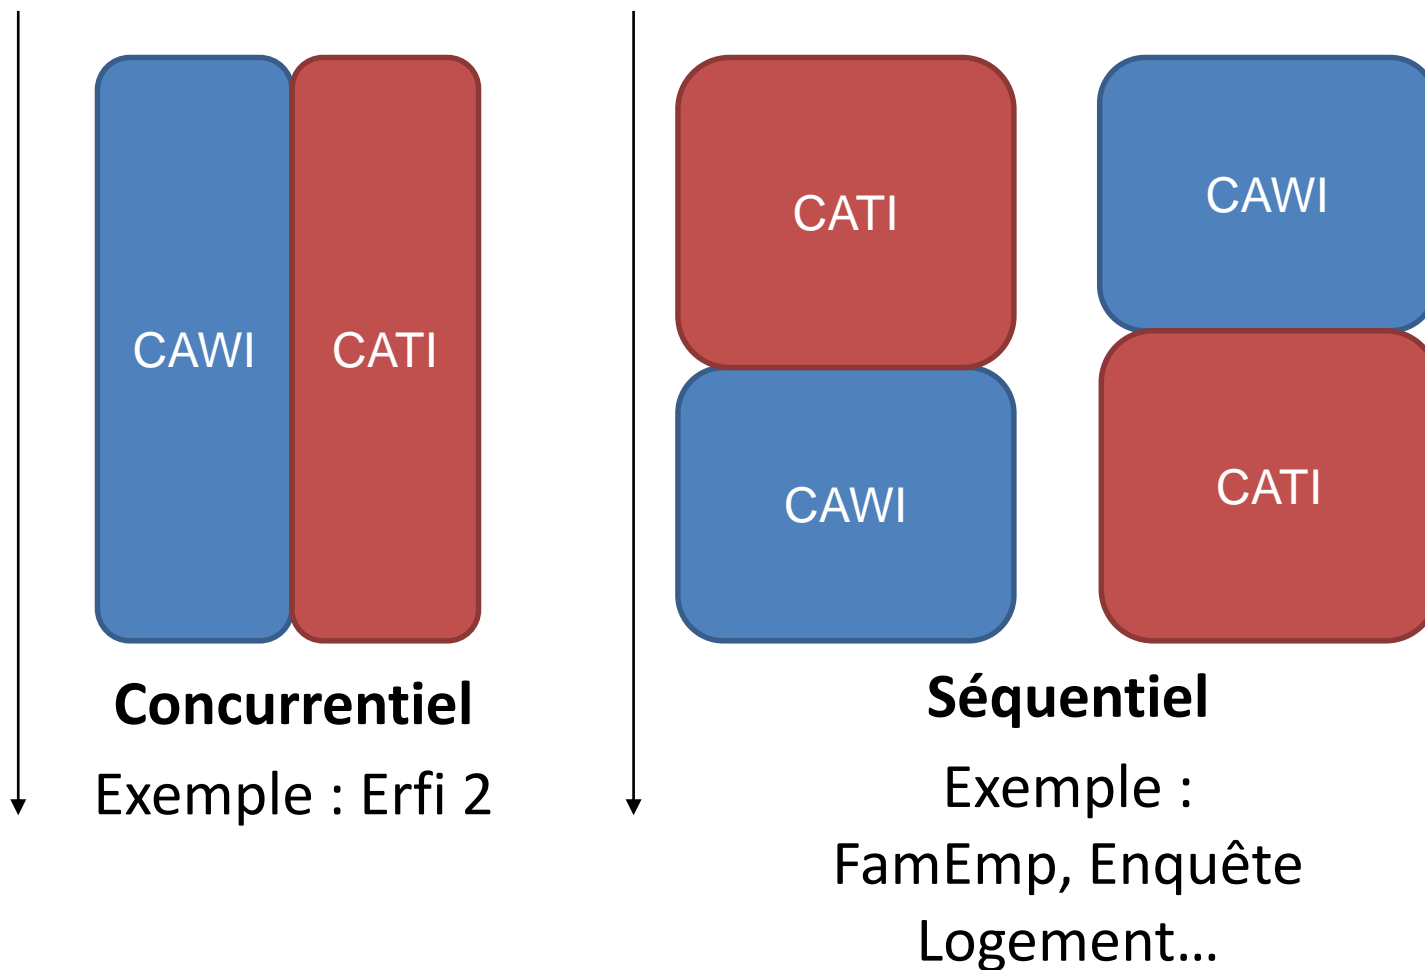 CAWI
CATI
Concurrentiel
Exemple : Erfi 2
CATI
CAWI
CAWI
CATI
Séquentiel
Exemple :
FamEmp, Enquête
Logement...